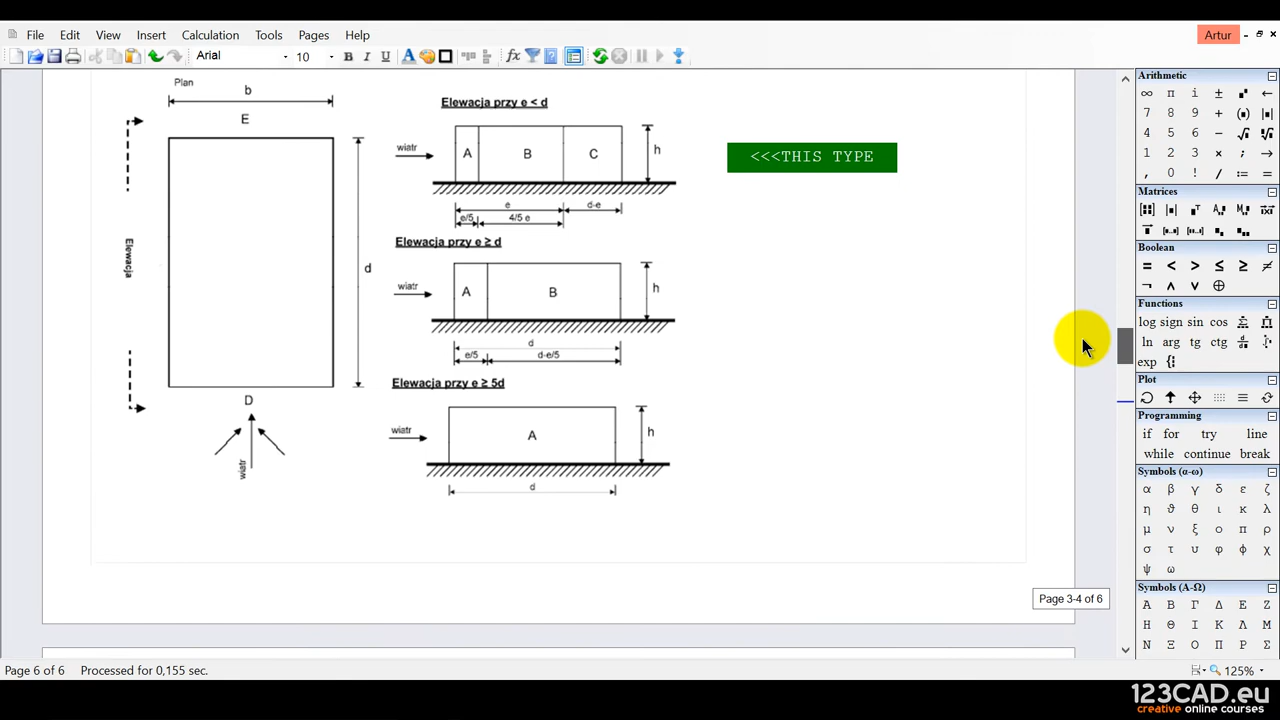 File Edit View Insert Calculation Tools Pages Help
Artur
Arial 10 B I U fx
Plan
b
E
Elewacja
d
D
wiatr
Elewacja przy e < d
wiatr
A B C
h
e d-e
e/5 4/5 e
Elewacja przy e ≥ d
wiatr
A B
h
d
e/5 d-e/5
Elewacja przy e ≥ 5d
wiatr
A
h
d
<<<THIS TYPE
Page 3-4 of 6
Arithmetic
∞ π i ± ←
7 8 9 + (▪) |▪|
4 5 6 −
1 2 3 × ; →
, 0 ! / := =
Matrices
Boolean
= < > ≤ ≥ ≠
¬ ∧ ∨ ⊕
Functions
log sign sin cos
ln arg tg ctg
exp
Plot
Programming
if for try line
while continue break
Symbols (α-ω)
α β γ δ ε ζ
η ϑ θ ι κ λ
μ ν ξ ο π ρ
σ τ υ φ ϕ χ
ψ ω
Symbols (Α-Ω)
Α Β Γ Δ Ε Ζ
Η Θ Ι Κ Λ Μ
Ν Ξ Ο Π Ρ Σ
Page 6 of 6 Processed for 0,155 sec.
125%
123CAD.eu
creative online courses